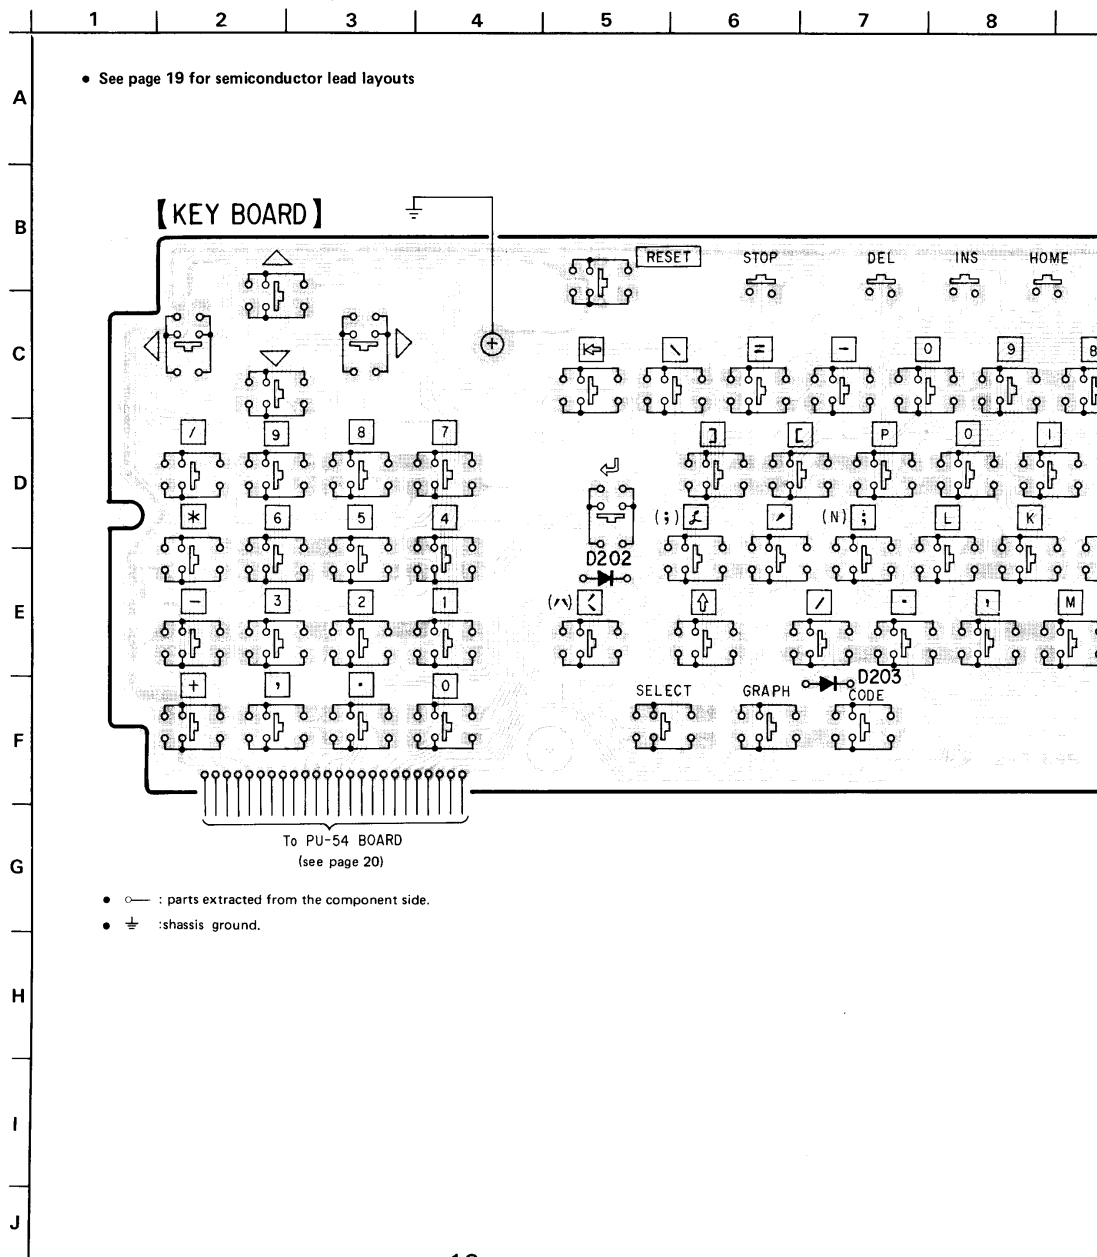 1 2 3 4 5 6 7 8
A
● See page 19 for semiconductor lead layouts
B
【KEY BOARD】
RESET STOP DEL INS HOME
C
\ = - 0 9 8
/ 9 8 7
] [ P O I
D
* 6 5 4
(;) £ ' (N) ; L K
D202
- 3 2 1
E
/ . , M
D203
+ , . 0
SELECT GRAPH CODE
F
To PU-54 BOARD
(see page 20)
G
● : parts extracted from the component side.
● :shassis ground.
H
I
J